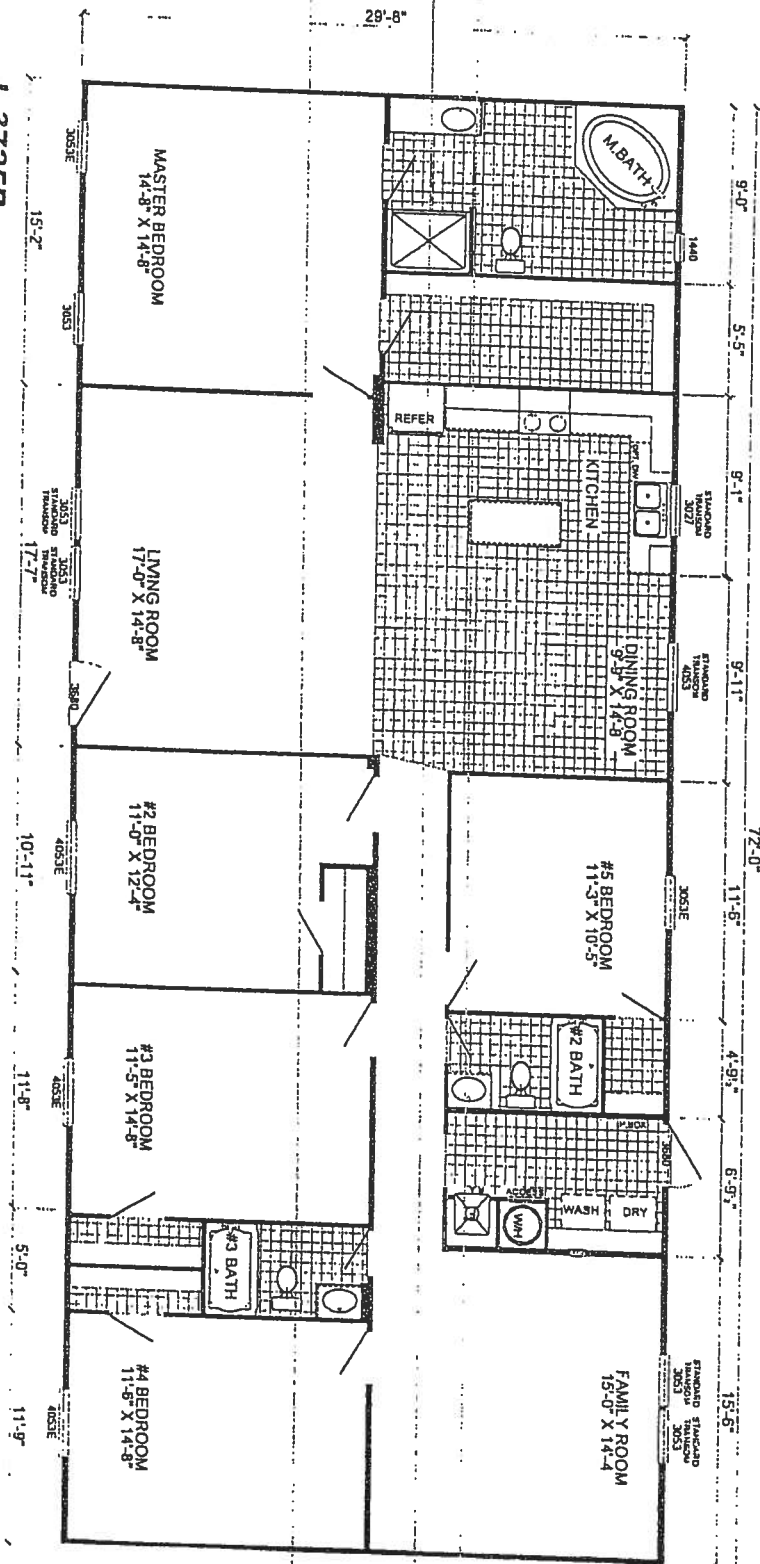 29'-8"
72'-0"
9'-0"
5'-5"
9'-1"
9'-11"
11'-6"
4'-9½"
6'-9½"
15'-6"
1440
STANDARD
TRANSOM
3027
STANDARD
TRANSOM
4053
3053E
3680
STANDARD
TRANSOM
3053
STANDARD
TRANSOM
3053
M.BATH
REFER
OPT. DW
KITCHEN
DINING ROOM
9'-9" X 14'-8
#5 BEDROOM
11'-3" X 10'-5"
#2 BATH
ACCESS
W/H
WASH
DRY
FAMILY ROOM
15'-0" X 14'-4
MASTER BEDROOM
14'-8" X 14'-8"
LIVING ROOM
17'-0" X 14'-8"
#2 BEDROOM
11'-0" X 12'-4"
#3 BEDROOM
11'-5" X 14'-8"
#3 BATH
#4 BEDROOM
11'-6" X 14'-8"
3053E
3053
3053
STANDARD
TRANSOM
3053
STANDARD
TRANSOM
3680
4053E
4053E
4053E
15'-2"
17'-7"
10'-11"
11'-8"
5'-0"
11'-9"